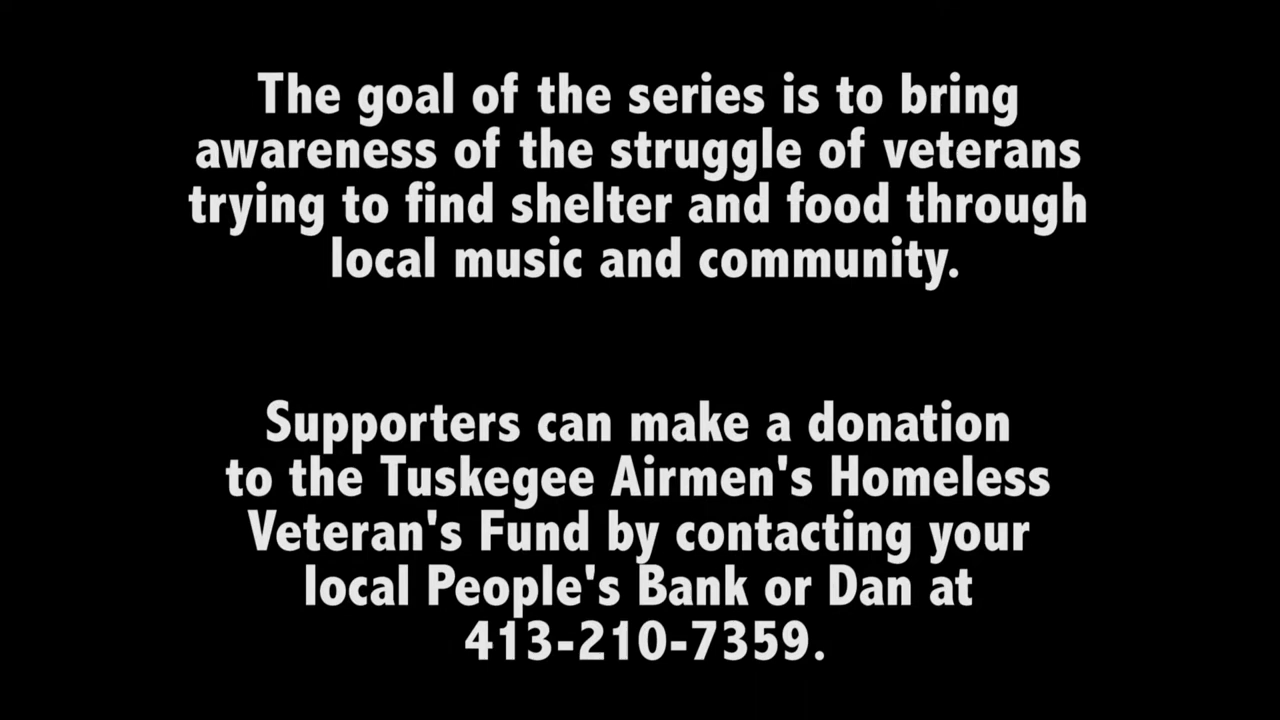 The goal of the series is to bring
awareness of the struggle of veterans
trying to find shelter and food through
local music and community.
Supporters can make a donation
to the Tuskegee Airmen's Homeless
Veteran's Fund by contacting your
local People's Bank or Dan at
413-210-7359.